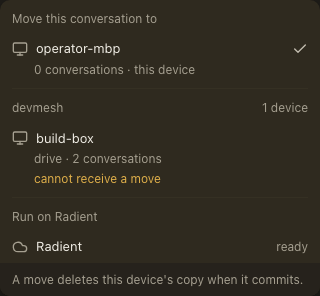 Move this conversation to
operator-mbp
0 conversations · this device
devmesh 1 device
build-box
drive · 2 conversations
cannot receive a move
Run on Radient
Radient ready
A move deletes this device's copy when it commits.